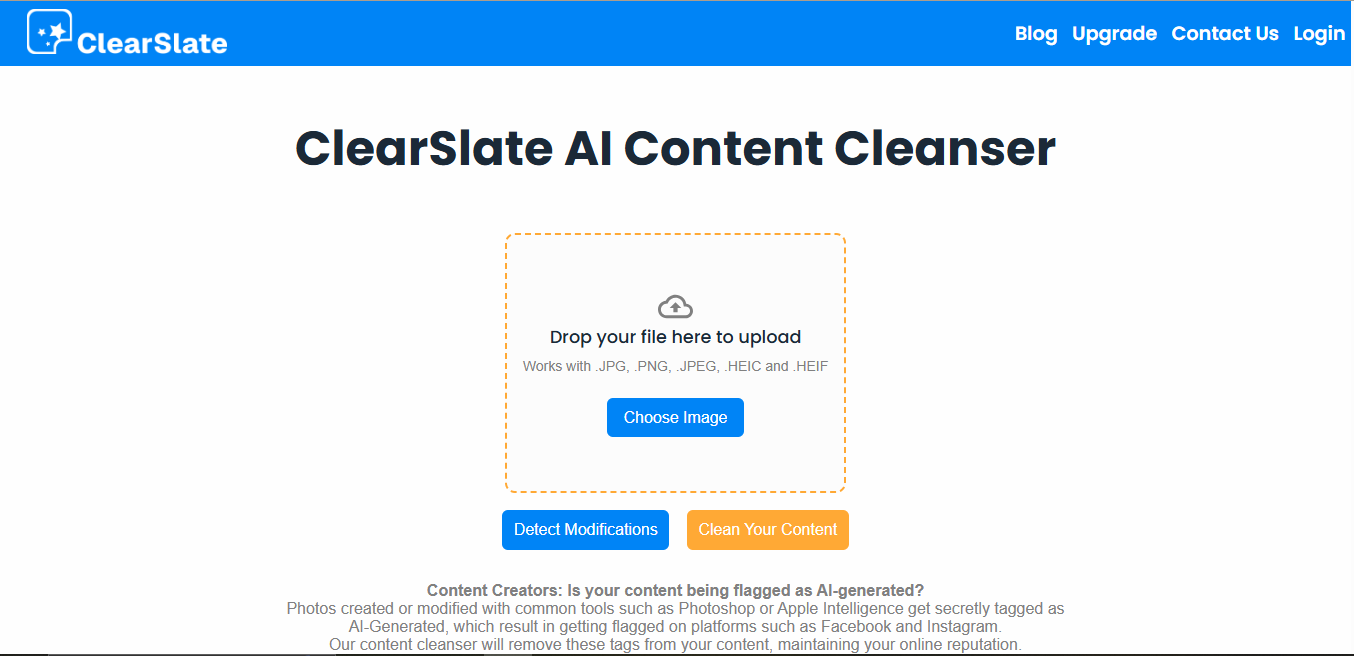 ClearSlate
Blog Upgrade Contact Us Login
ClearSlate AI Content Cleanser
Drop your file here to upload
Works with .JPG, .PNG, .JPEG, .HEIC and .HEIF
Choose Image
Detect Modifications Clean Your Content
Content Creators: Is your content being flagged as AI-generated?
Photos created or modified with common tools such as Photoshop or Apple Intelligence get secretly tagged as
AI-Generated, which result in getting flagged on platforms such as Facebook and Instagram.
Our content cleanser will remove these tags from your content, maintaining your online reputation.